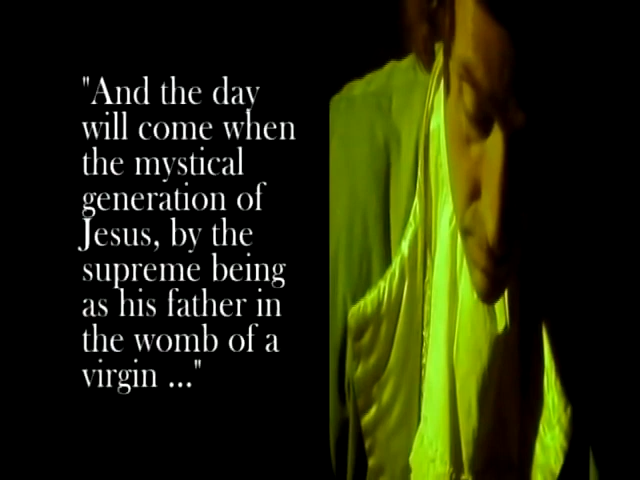 "And the day
will come when
the mystical
generation of
Jesus, by the
supreme being
as his father in
the womb of a
virgin ..."